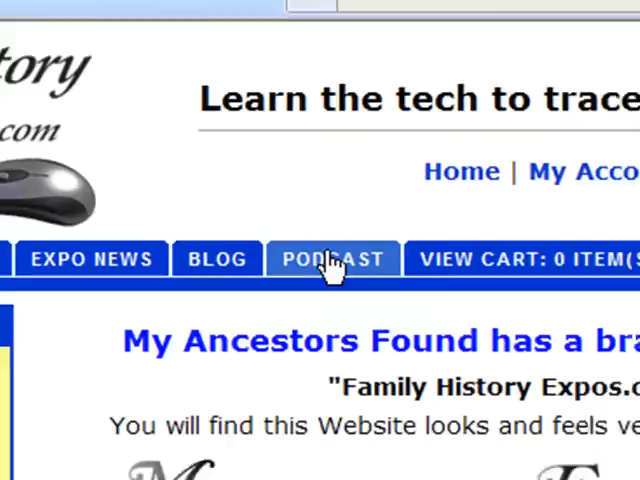 tory
.com
Learn the tech to trace
Home | My Acco
EXPO NEWS BLOG PODCAST VIEW CART: 0 ITEM(S
My Ancestors Found has a bra
"Family History Expos.c
You will find this Website looks and feels ve